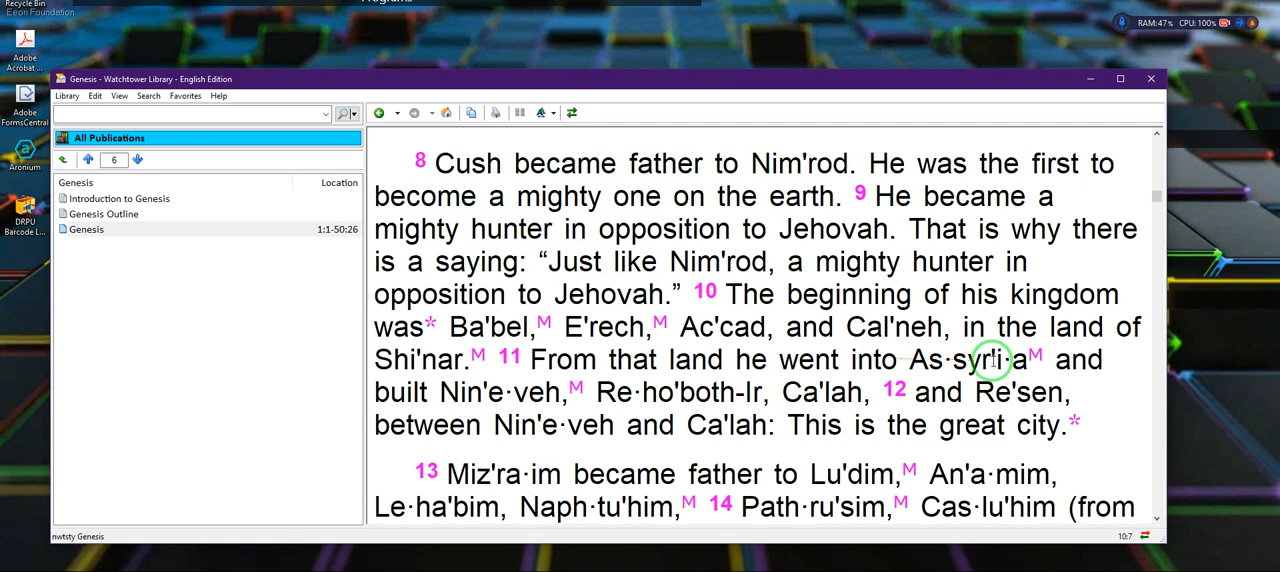 Recycle Bin
Eeon Foundation
Programs
RAM:47% CPU: 100%
Adobe
Acrobat ...
Adobe
FormsCentral
Aronium
DRPU
Barcode L...
Genesis - Watchtower Library - English Edition
Library Edit View Search Favorites Help
All Publications
6
Genesis Location
Introduction to Genesis
Genesis Outline
Genesis 1:1-50:26
8 Cush became father to Nim'rod. He was the first to
become a mighty one on the earth. 9 He became a
mighty hunter in opposition to Jehovah. That is why there
is a saying: “Just like Nim'rod, a mighty hunter in
opposition to Jehovah.” 10 The beginning of his kingdom
was* Ba'bel,M E'rech,M Ac'cad, and Cal'neh, in the land of
Shi'nar.M 11 From that land he went into As·syr'i·aM and
built Nin'e·veh,M Re·ho'both-Ir, Ca'lah, 12 and Re'sen,
between Nin'e·veh and Ca'lah: This is the great city.*
13 Miz'ra·im became father to Lu'dim,M An'a·mim,
Le·ha'bim, Naph·tu'him,M 14 Path·ru'sim,M Cas·lu'him (from
nwtsty Genesis 10:7